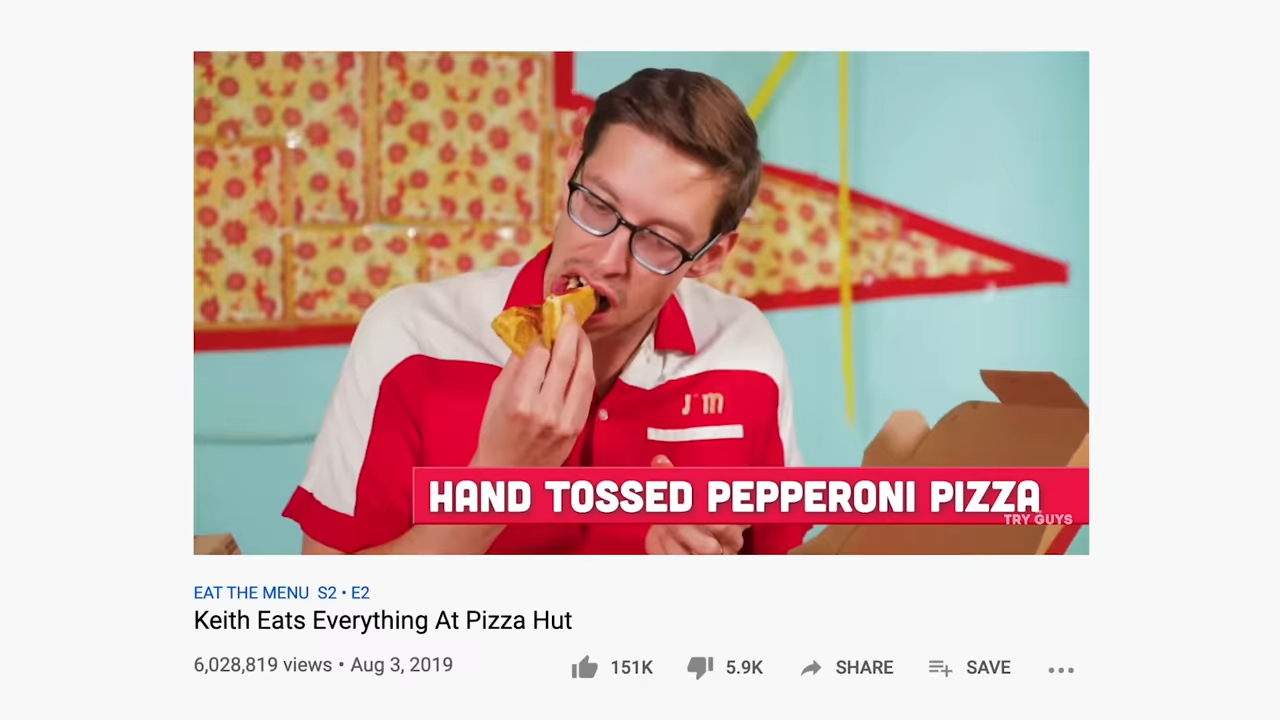 J m
HAND TOSSED PEPPERONI PIZZA
TRY GUYS
EAT THE MENU S2 • E2
Keith Eats Everything At Pizza Hut
6,028,819 views • Aug 3, 2019
151K
5.9K
SHARE
SAVE